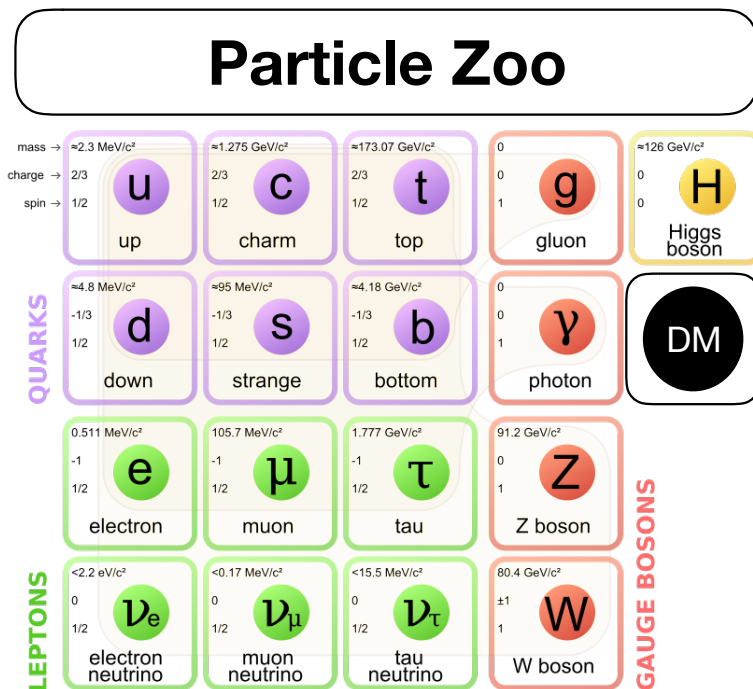 Particle Zoo
mass → ≈2.3 MeV/c² ≈1.275 GeV/c² ≈173.07 GeV/c² 0 ≈126 GeV/c²
charge → 2/3 2/3 2/3 0 0
spin → 1/2 1/2 1/2 1 0
u c t g H
up charm top gluon Higgs
boson
QUARKS
≈4.8 MeV/c² ≈95 MeV/c² ≈4.18 GeV/c² 0
-1/3 -1/3 -1/3 0
1/2 1/2 1/2 1
d s b γ DM
down strange bottom photon
0.511 MeV/c² 105.7 MeV/c² 1.777 GeV/c² 91.2 GeV/c²
-1 -1 -1 0
1/2 1/2 1/2 1
e μ τ Z
electron muon tau Z boson
LEPTONS
<2.2 eV/c² <0.17 MeV/c² <15.5 MeV/c² 80.4 GeV/c²
0 0 0 ±1
1/2 1/2 1/2 1
νe νμ ντ W
electron muon tau W boson
neutrino neutrino neutrino
GAUGE BOSONS